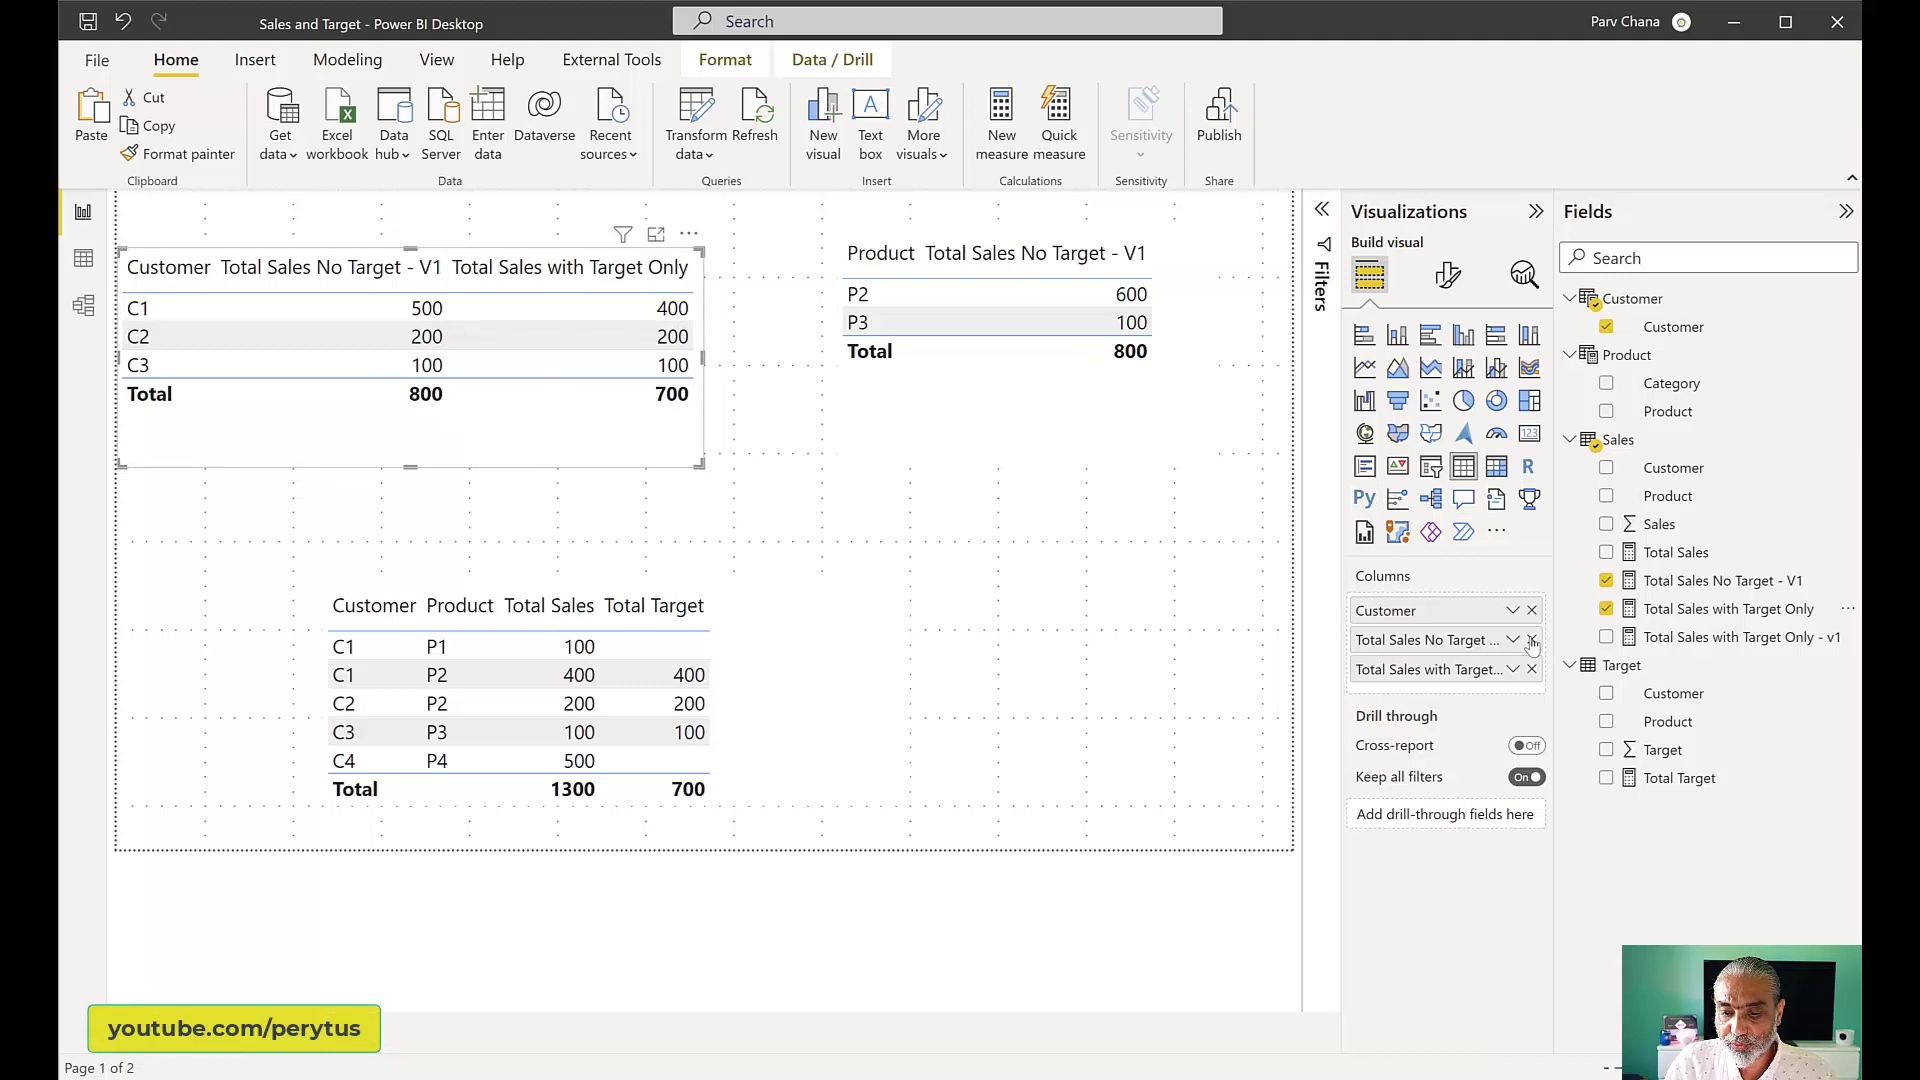 Sales and Target - Power BI Desktop
Search
Parv Chana
File
Home
Insert
Modeling
View
Help
External Tools
Format
Data / Drill
Paste
Cut
Copy
Format painter
Clipboard
Get data
Excel workbook
Data hub
SQL Server
Enter data
Dataverse
Recent sources
Data
Transform data
Refresh
Queries
New visual
Text box
A
More visuals
Insert
New measure
Quick measure
Calculations
Sensitivity
Sensitivity
Publish
Share
Customer Total Sales No Target - V1 Total Sales with Target Only
C1 500 400
C2 200 200
C3 100 100
Total 800 700
Product Total Sales No Target - V1
P2 600
P3 100
Total 800
Customer Product Total Sales Total Target
C1 P1 100
C1 P2 400 400
C2 P2 200 200
C3 P3 100 100
C4 P4 500
Total 1300 700
Filters
Visualizations
Build visual
123
R
Py
Columns
Customer
Total Sales No Target ...
Total Sales with Target...
Drill through
Cross-report
Off
Keep all filters
On
Add drill-through fields here
Fields
Search
Customer
Customer
Product
Category
Product
Sales
Customer
Product
Sales
Total Sales
Total Sales No Target - V1
Total Sales with Target Only
Total Sales with Target Only - v1
Target
Customer
Product
Target
Total Target
youtube.com/perytus
Page 1 of 2